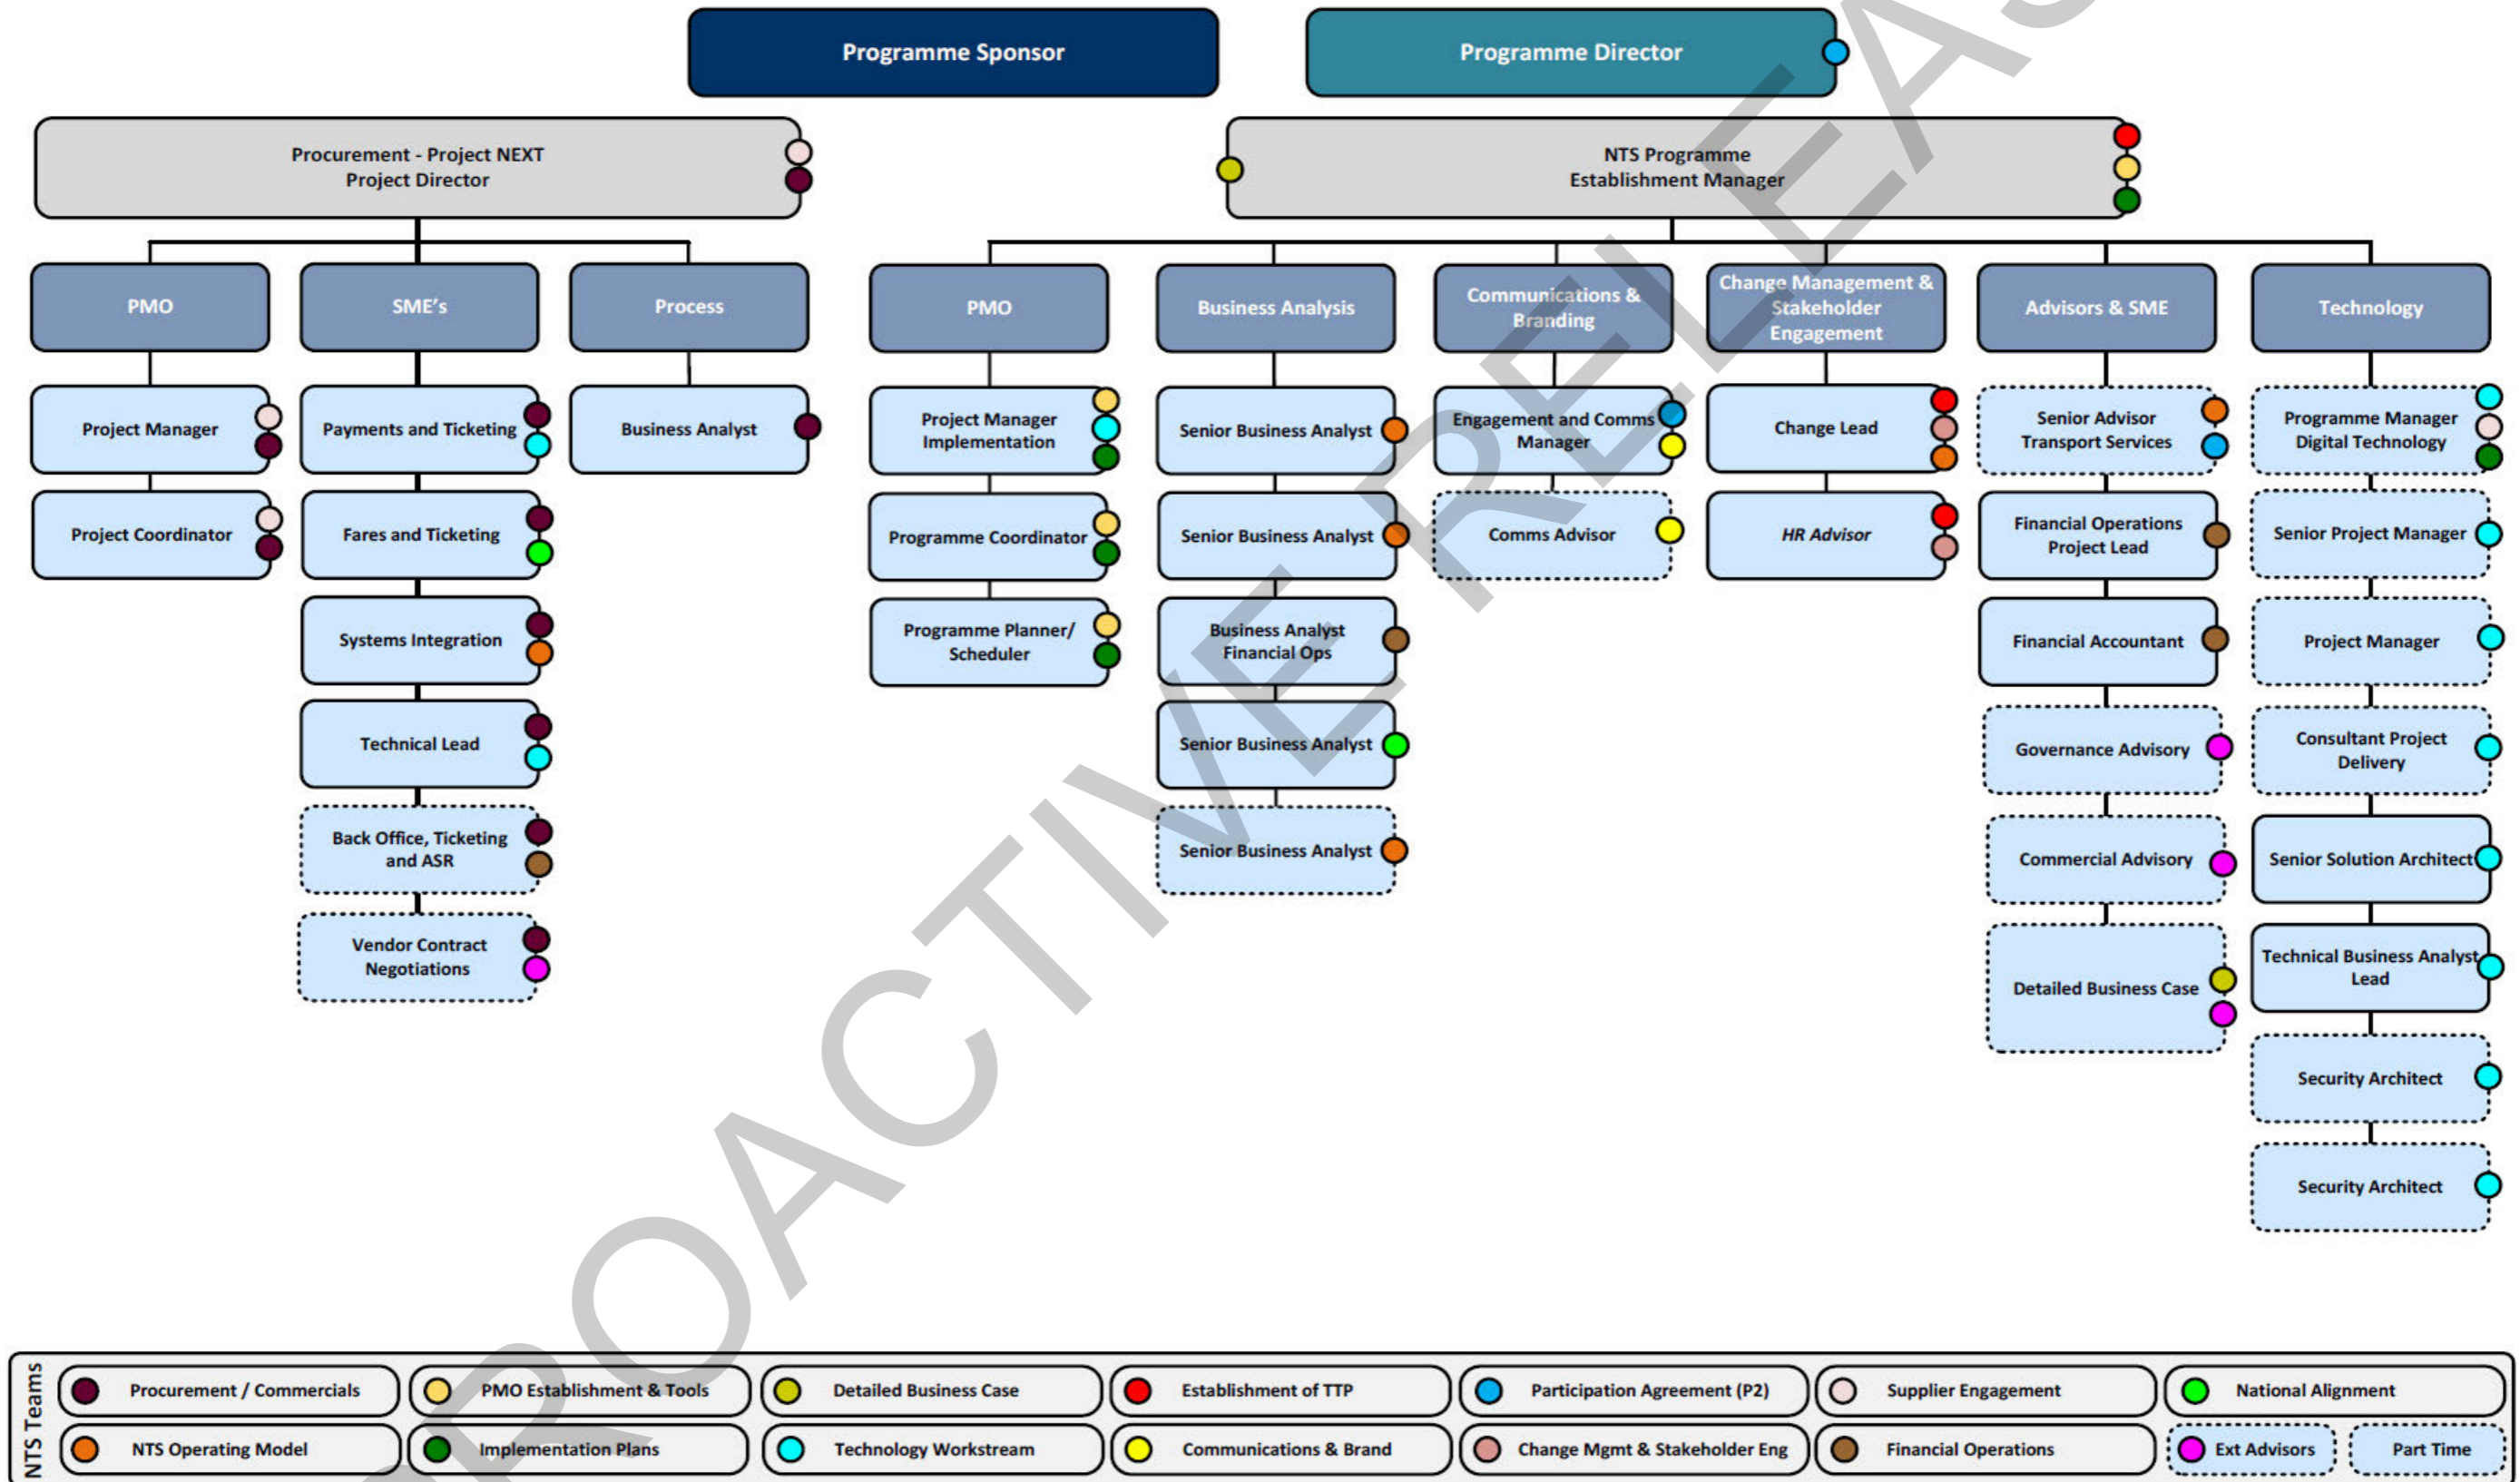 Programme Sponsor
Programme Director
Procurement - Project NEXT
Project Director
NTS Programme
Establishment Manager
PMO
SME's
Process
PMO
Business Analysis
Communications &
Branding
Change Management &
Stakeholder
Engagement
Advisors & SME
Technology
Project Manager
Project Coordinator
Payments and Ticketing
Fares and Ticketing
Systems Integration
Technical Lead
Back Office, Ticketing
and ASR
Vendor Contract
Negotiations
Business Analyst
Project Manager
Implementation
Programme Coordinator
Programme Planner/
Scheduler
Senior Business Analyst
Senior Business Analyst
Business Analyst
Financial Ops
Senior Business Analyst
Senior Business Analyst
Engagement and Comms
Manager
Comms Advisor
Change Lead
HR Advisor
Senior Advisor
Transport Services
Financial Operations
Project Lead
Financial Accountant
Governance Advisory
Commercial Advisory
Detailed Business Case
Programme Manager
Digital Technology
Senior Project Manager
Project Manager
Consultant Project
Delivery
Senior Solution Architect
Technical Business Analyst
Lead
Security Architect
Security Architect
PROACTIVE RELEAS
NTS Teams
Procurement / Commercials
PMO Establishment & Tools
Detailed Business Case
Establishment of TTP
Participation Agreement (P2)
Supplier Engagement
National Alignment
NTS Operating Model
Implementation Plans
Technology Workstream
Communications & Brand
Change Mgmt & Stakeholder Eng
Financial Operations
Ext Advisors
Part Time